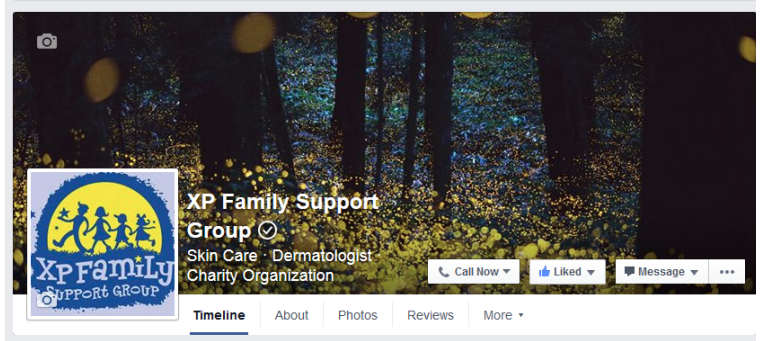 XP Family Support
Group
Skin Care · Dermatologist ·
Charity Organization
XP FAMiLY
SUPPORT GROUP
Call Now
Liked
Message
Timeline
About
Photos
Reviews
More